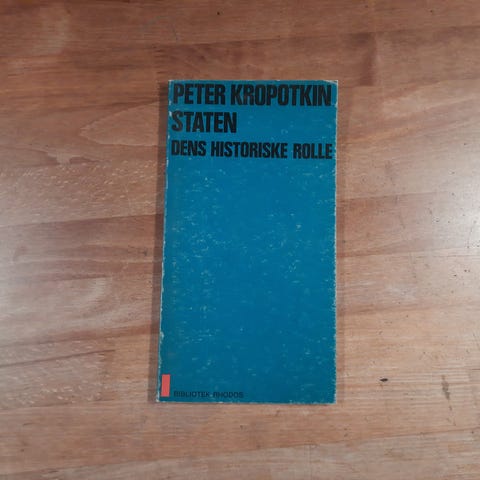 PETER KROPOTKIN
STATEN
DENS HISTORISKE ROLLE
BIBLIOTEK RHODOS